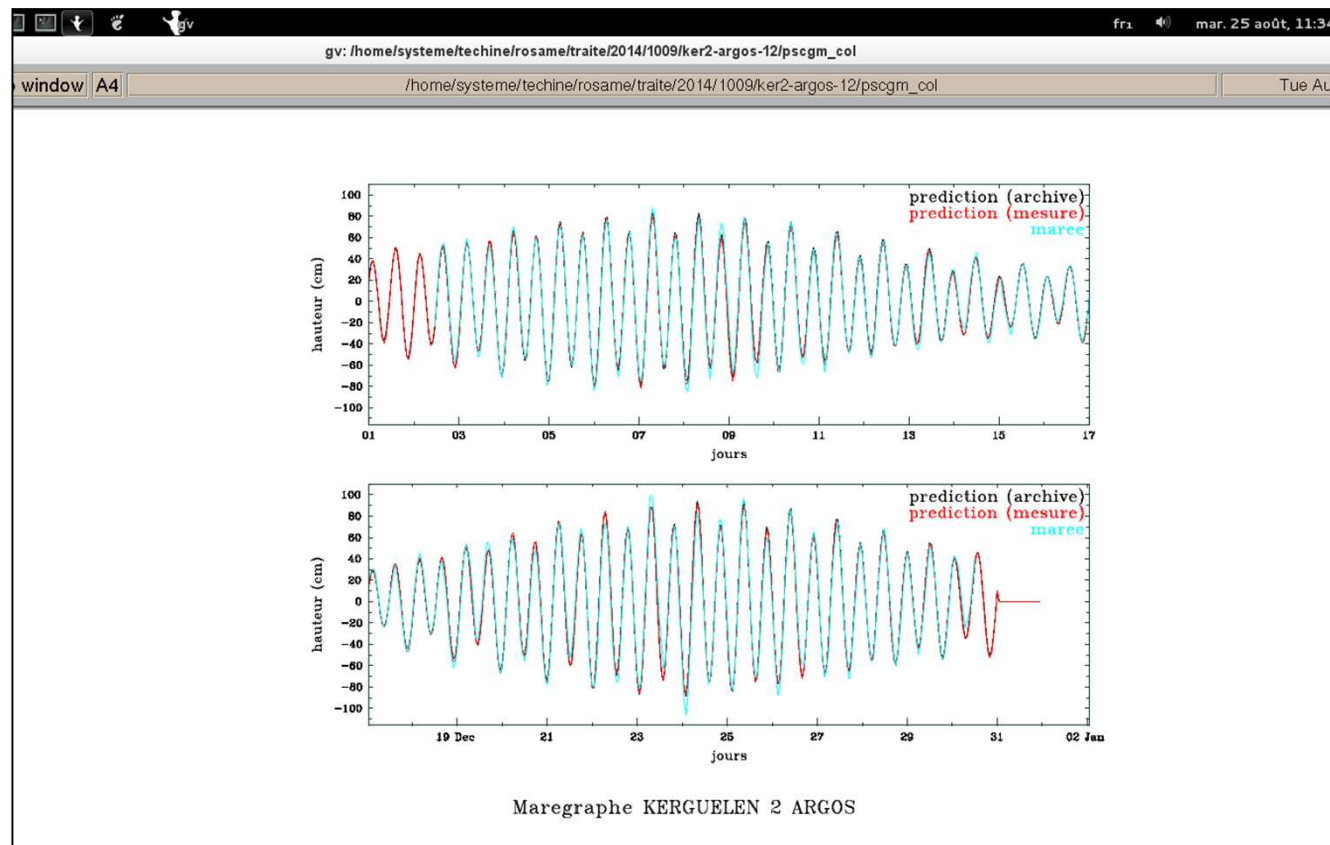 gv fr1 mar. 25 août, 11:34
gv: /home/systeme/techine/rosame/traite/2014/1009/ker2-argos-12/pscgm_col
window A4 /home/systeme/techine/rosame/traite/2014/1009/ker2-argos-12/pscgm_col Tue Au
100
80
60
40
20
0
-20
-40
-60
-80
-100
hauteur (cm)
prediction (archive)
prediction (mesure)
maree
01 03 05 07 09 11 13 15 17
jours
100
80
60
40
20
0
-20
-40
-60
-80
-100
hauteur (cm)
prediction (archive)
prediction (mesure)
maree
19 Dec 21 23 25 27 29 31 02 Jan
jours
Maregraphe KERGUELEN 2 ARGOS